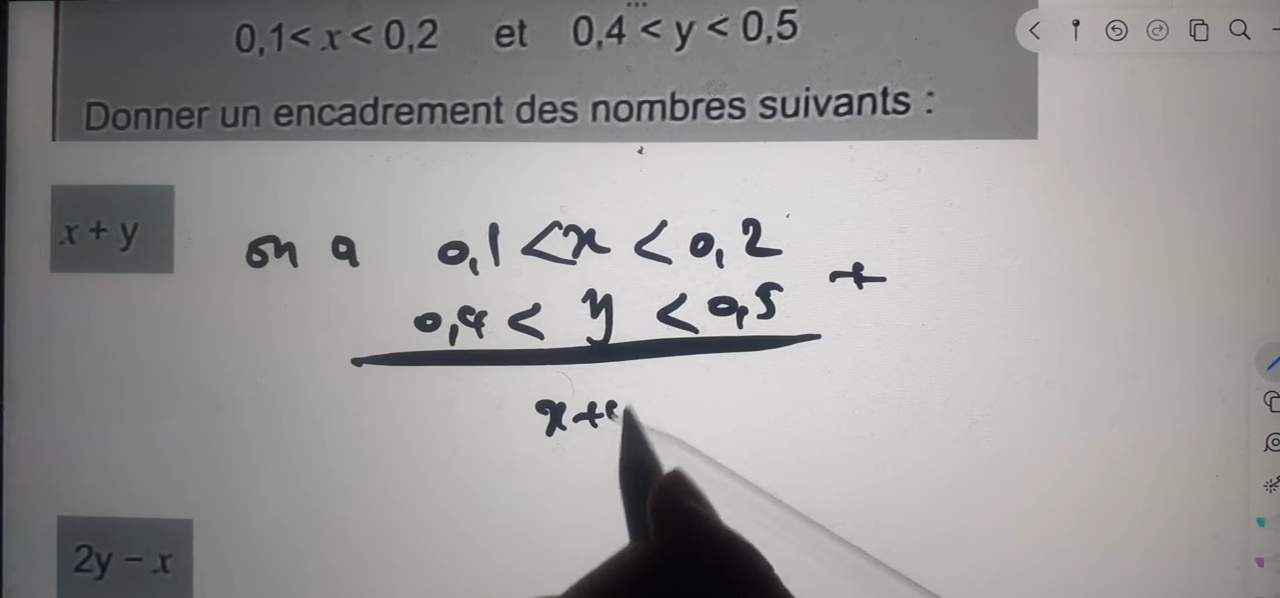 0,1< x < 0,2 et 0,4 < y < 0,5
Donner un encadrement des nombres suivants :
x + y
on a 0,1 < x < 0,2
0,4 < y < 0,5 +
x +
2y − x